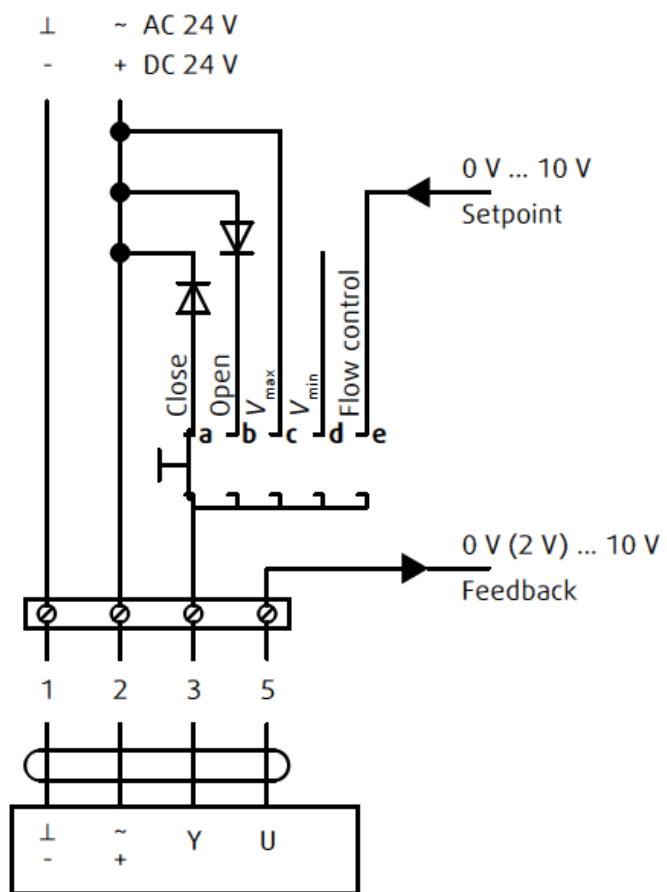 ⊥ ~ AC 24 V
- + DC 24 V
0 V ... 10 V
Setpoint
Close
Open
Vmax
Vmin
Flow control
a b c d e
0 V (2 V) ... 10 V
Feedback
1 2 3 5
⊥ ~ Y U
- +